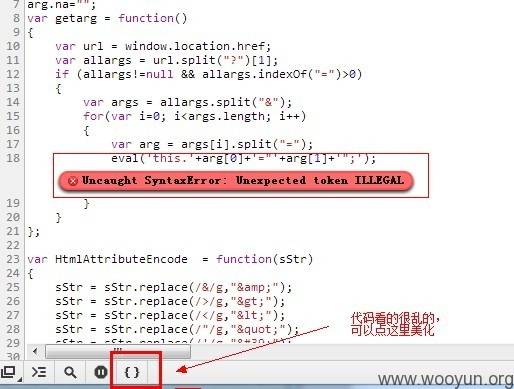 7 arg.na="";
8 var getarg = function()
9 {
10 var url = window.location.href;
11 var allargs = url.split("?")[1];
12 if (allargs!=null && allargs.indexOf("=")>0)
13 {
14 var args = allargs.split("&");
15 for(var i=0; i<args.length; i++)
16 {
17 var arg = args[i].split("=");
18 eval('this.'+arg[0]+'="'+arg[1]+'";');
Uncaught SyntaxError: Unexpected token ILLEGAL
19 }
20 }
21 };
22
23 var HtmlAttributeEncode = function(sStr)
24 {
25 sStr = sStr.replace(/&/g,"&amp;");
26 sStr = sStr.replace(/>/g,"&gt;");
27 sStr = sStr.replace(/</g,"&lt;");
28 sStr = sStr.replace(/"/g,"&quot;");
29 sStr = sStr.replace(/'/g,"&#39;");
代码看的很乱的,
可以点这里美化
{}
www.wooyun.org